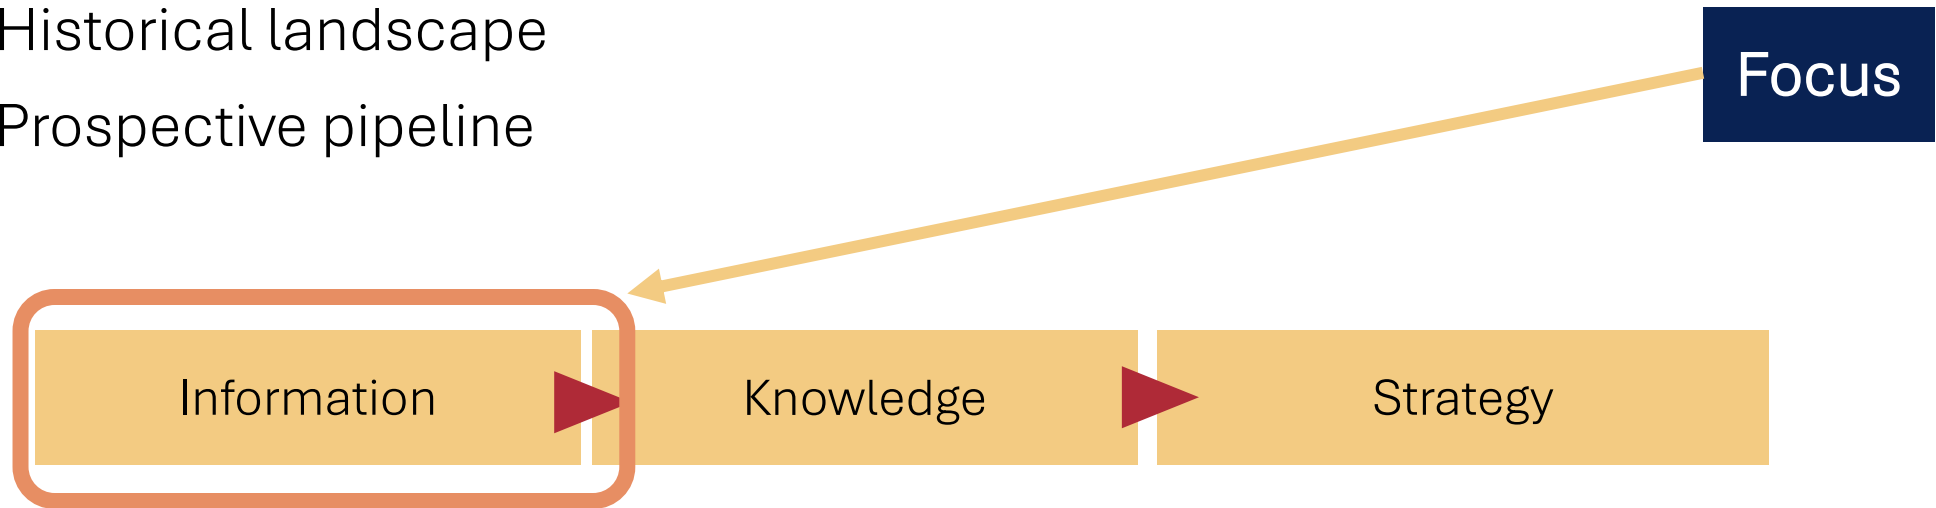 Historical landscape
Prospective pipeline
Focus
Information
Knowledge
Strategy